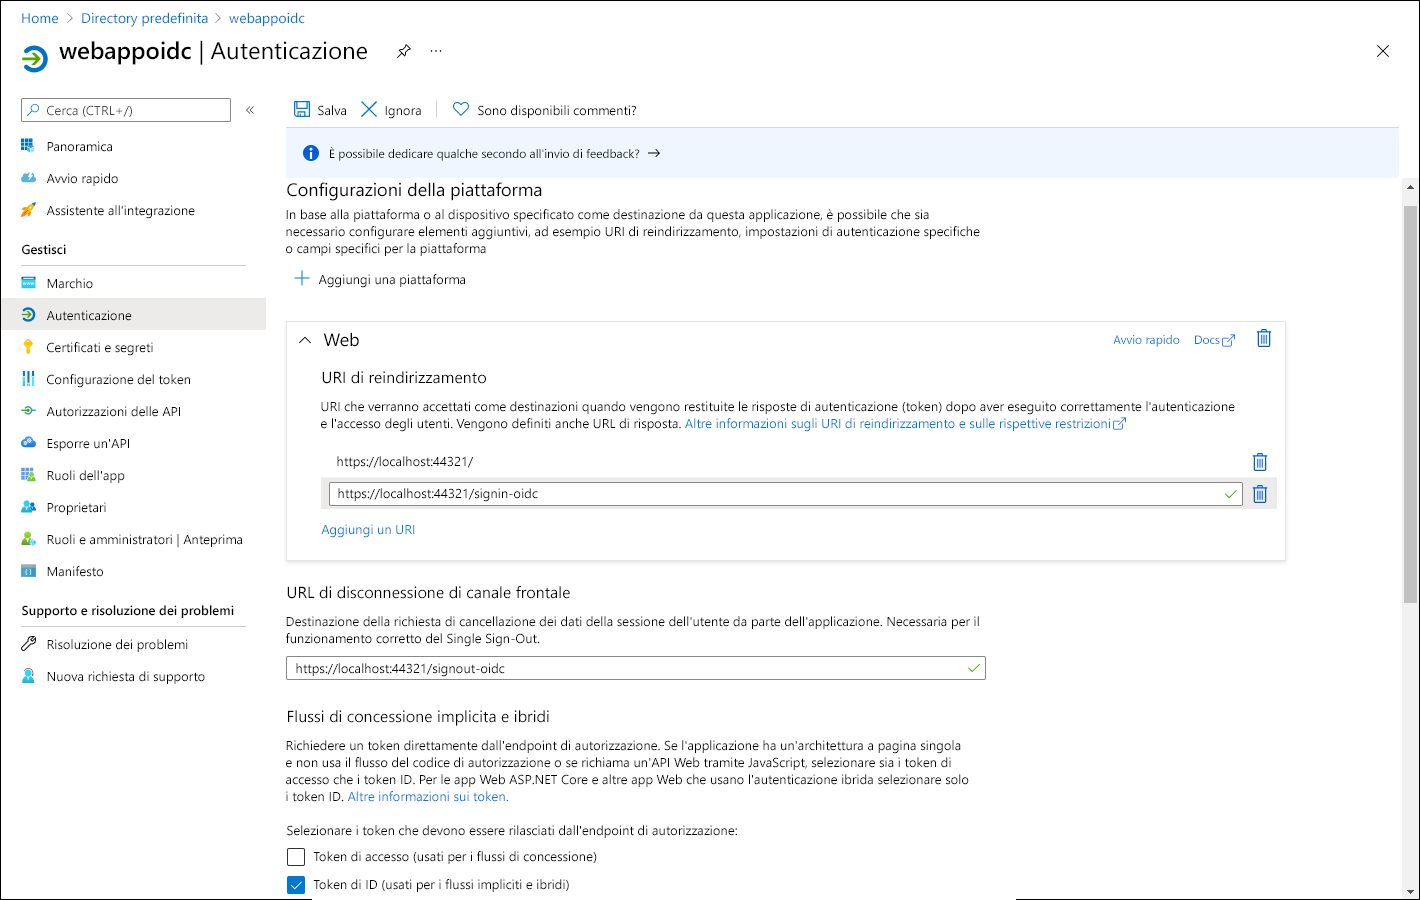 Home > Directory predefinita > webappoidc
webappoidc | Autenticazione ...
Cerca (CTRL+/) «
Panoramica
Avvio rapido
Assistente all'integrazione
Gestisci
Marchio
Autenticazione
Certificati e segreti
Configurazione del token
Autorizzazioni delle API
Esporre un'API
Ruoli dell'app
Proprietari
Ruoli e amministratori | Anteprima
Manifesto
Supporto e risoluzione dei problemi
Risoluzione dei problemi
Nuova richiesta di supporto
Salva Ignora Sono disponibili commenti?
È possibile dedicare qualche secondo all'invio di feedback? →
Configurazioni della piattaforma
In base alla piattaforma o al dispositivo specificato come destinazione da questa applicazione, è possibile che sia
necessario configurare elementi aggiuntivi, ad esempio URI di reindirizzamento, impostazioni di autenticazione specifiche
o campi specifici per la piattaforma
Aggiungi una piattaforma
Web Avvio rapido Docs
URI di reindirizzamento
URI che verranno accettati come destinazioni quando vengono restituite le risposte di autenticazione (token) dopo aver eseguito correttamente l'autenticazione
e l'accesso degli utenti. Vengono definiti anche URL di risposta. Altre informazioni sugli URI di reindirizzamento e sulle rispettive restrizioni
https://localhost:44321/
https://localhost:44321/signin-oidc
Aggiungi un URI
URL di disconnessione di canale frontale
Destinazione della richiesta di cancellazione dei dati della sessione dell'utente da parte dell'applicazione. Necessaria per il
funzionamento corretto del Single Sign-Out.
https://localhost:44321/signout-oidc
Flussi di concessione implicita e ibridi
Richiedere un token direttamente dall'endpoint di autorizzazione. Se l'applicazione ha un'architettura a pagina singola
e non usa il flusso del codice di autorizzazione o se richiama un'API Web tramite JavaScript, selezionare sia i token di
accesso che i token ID. Per le app Web ASP.NET Core e altre app Web che usano l'autenticazione ibrida selezionare solo
i token ID. Altre informazioni sui token.
Selezionare i token che devono essere rilasciati dall'endpoint di autorizzazione:
Token di accesso (usati per i flussi di concessione)
Token di ID (usati per i flussi impliciti e ibridi)